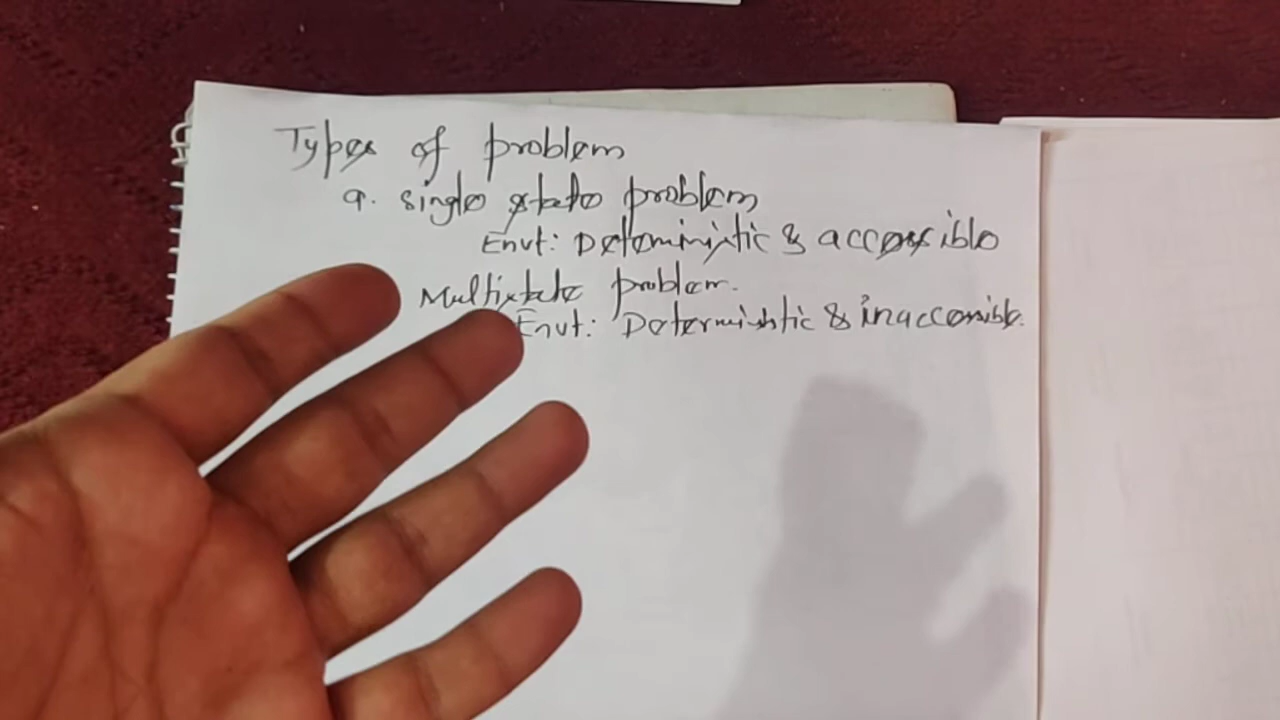 Types of problem
a. single state problem
Envt: Deterministic & accessible
Multistate problem.
Envt: Deterministic & inaccessible.